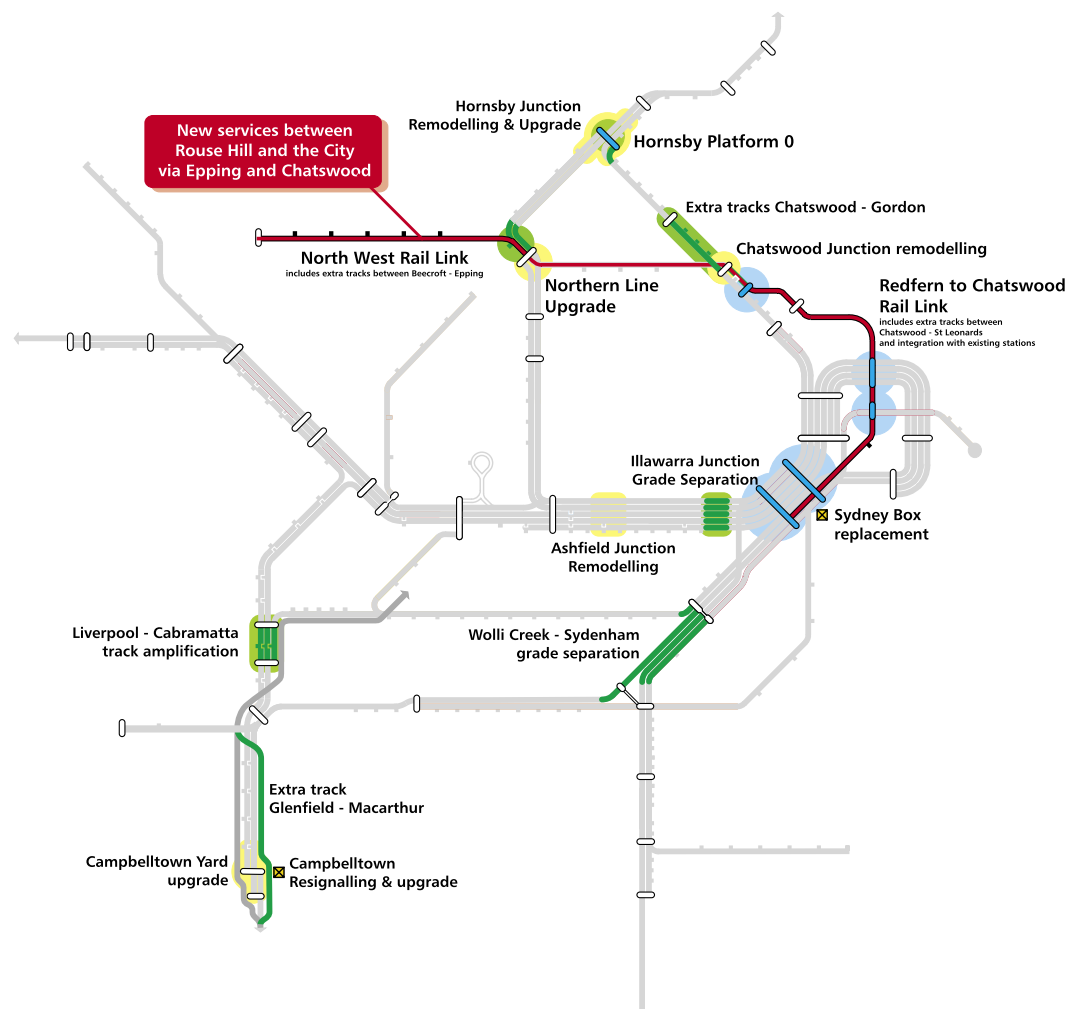 Hornsby Junction
Remodelling & Upgrade
Hornsby Platform 0
New services between
Rouse Hill and the City
via Epping and Chatswood
Extra tracks Chatswood - Gordon
Chatswood Junction remodelling
North West Rail Link
includes extra tracks between Beecroft - Epping
Northern Line
Upgrade
Redfern to Chatswood
Rail Link
includes extra tracks between
Chatswood - St Leonards
and integration with existing stations
Illawarra Junction
Grade Separation
Sydney Box
replacement
Ashfield Junction
Remodelling
Liverpool - Cabramatta
track amplification
Wolli Creek - Sydenham
grade separation
Extra track
Glenfield - Macarthur
Campbelltown Yard
upgrade
Campbelltown
Resignalling & upgrade